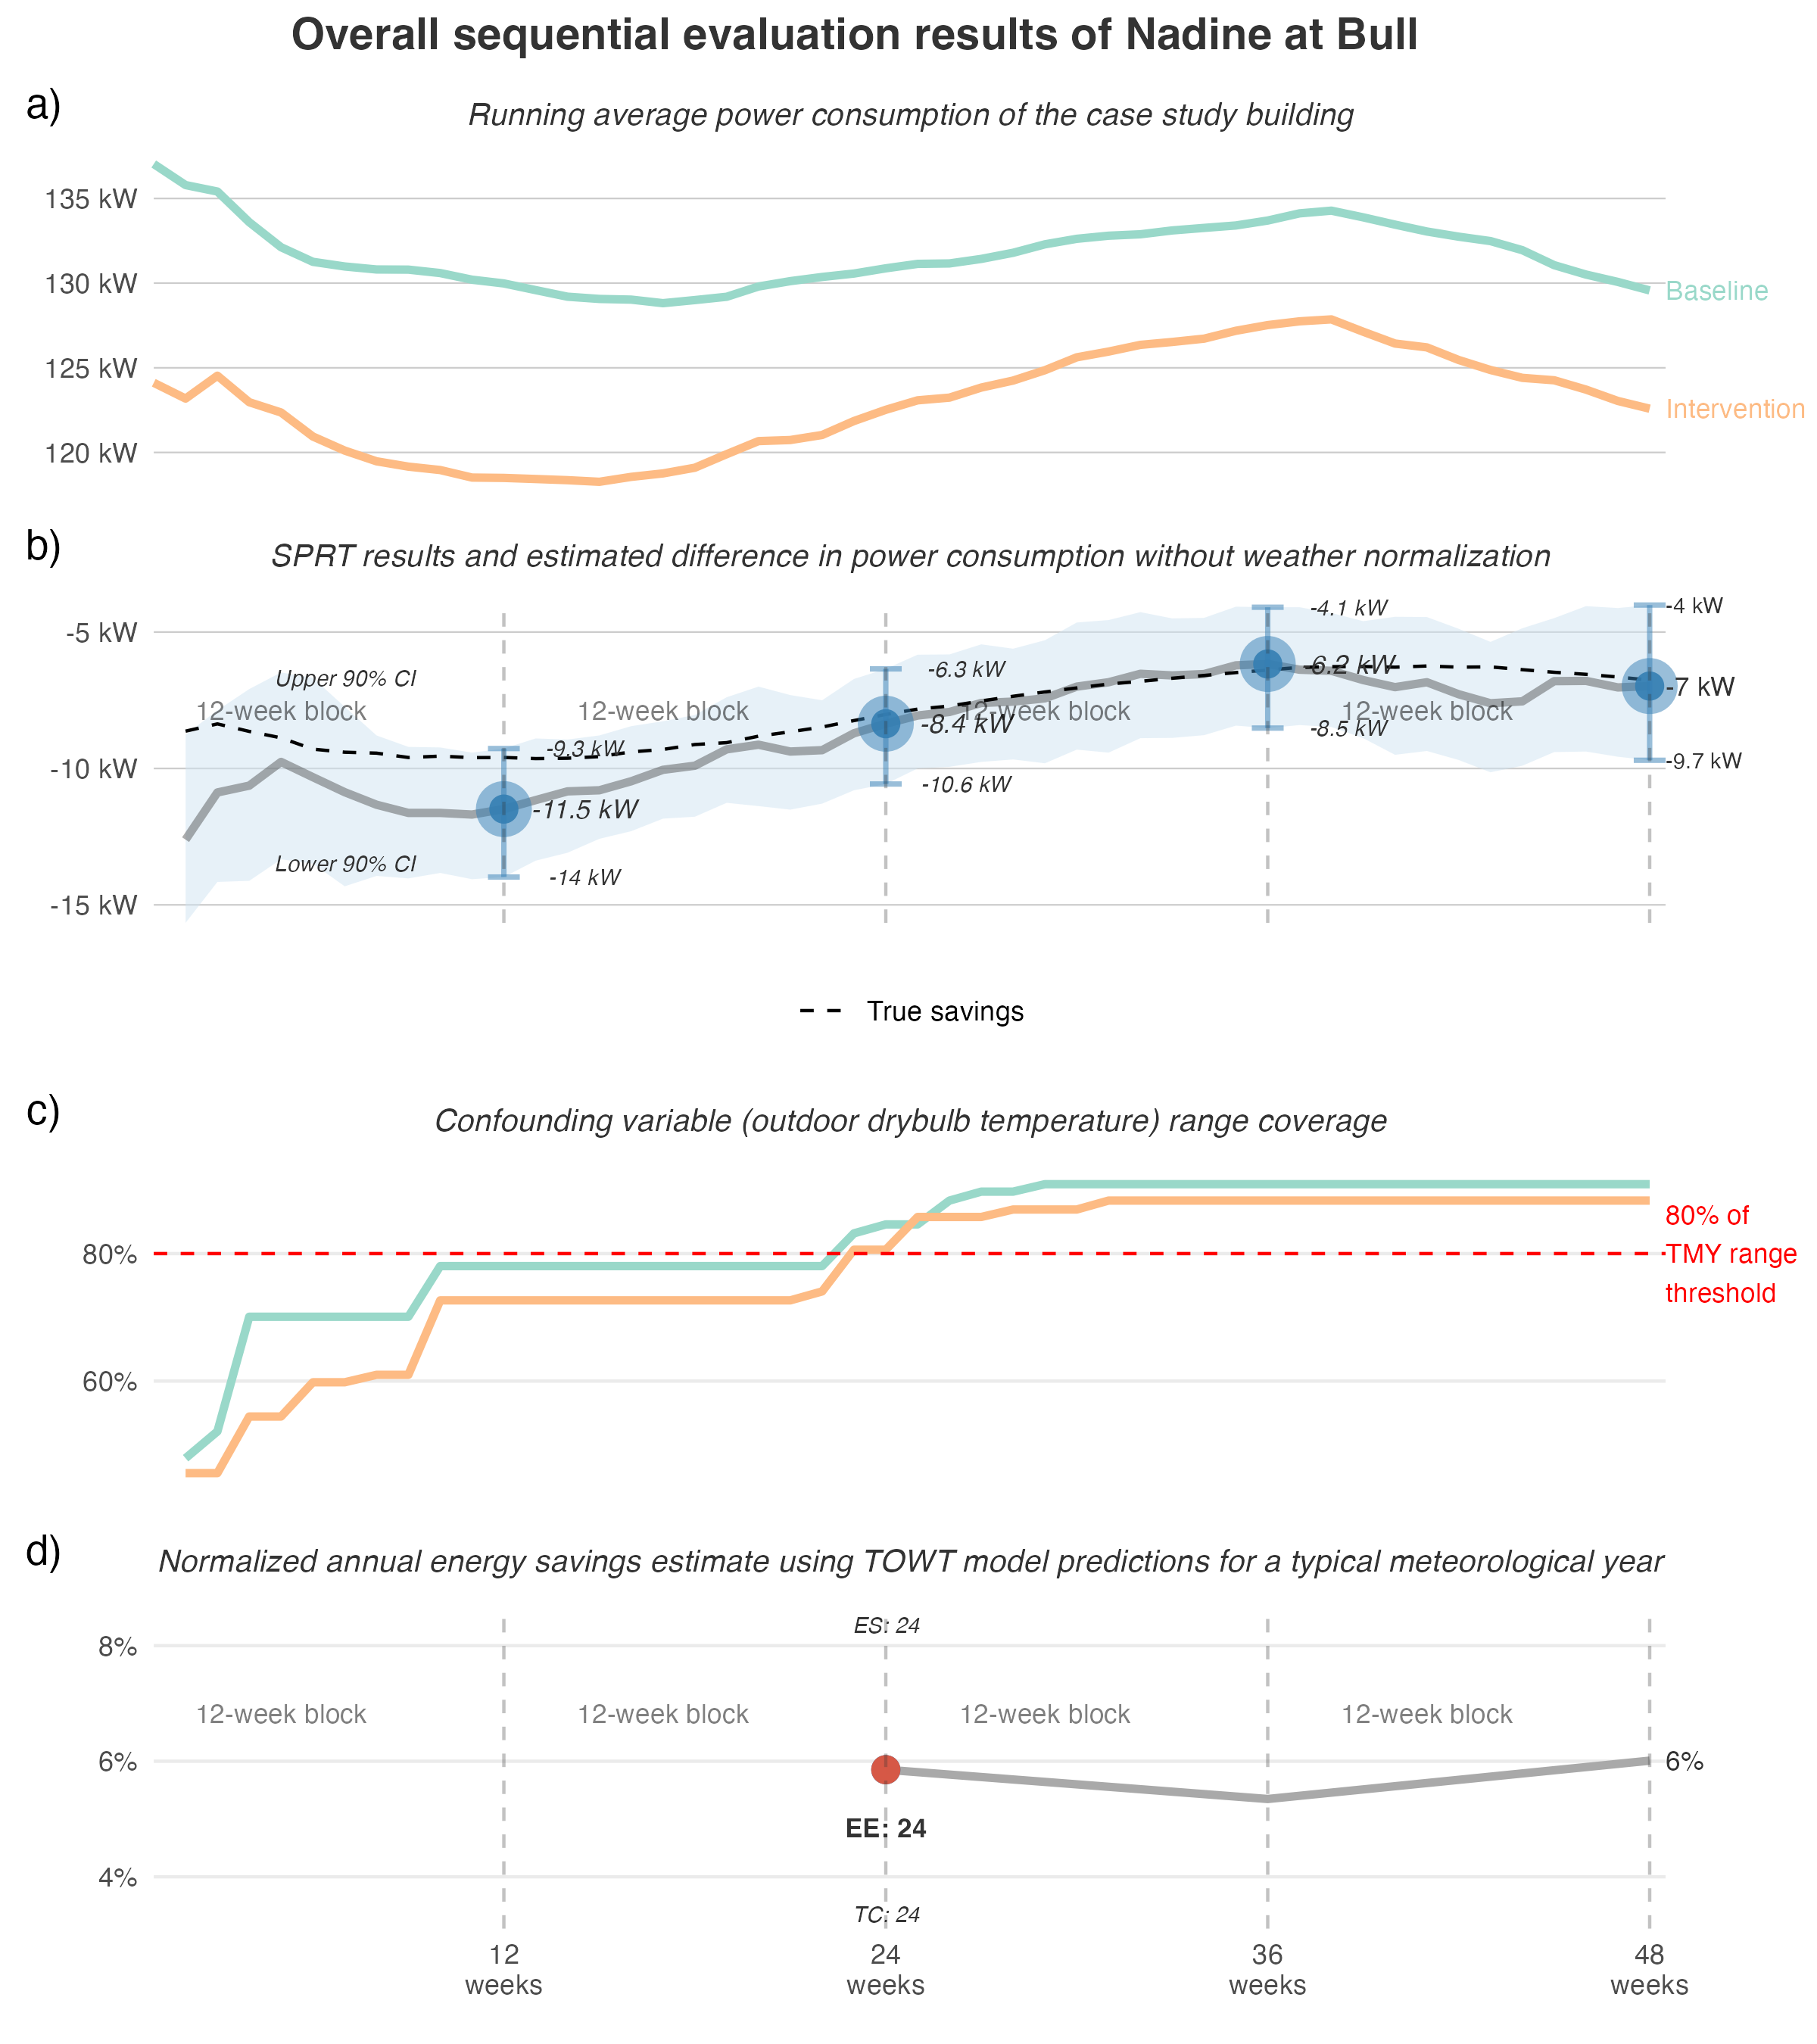 Overall sequential evaluation results of Nadine at Bull
a)
Running average power consumption of the case study building
135 kW
130 kW
Baseline
125 kW
Intervention
120 kW
b)
SPRT results and estimated difference in power consumption without weather normalization
-4.1 kW
-4 kW
-5 kW
-6.3 kW
-6.2 kW
Upper 90% CI
-7 kW
12-week block
12-week block
12-week block
12-week block
-8.4 kW
-8.5 kW
-9.3 kW
-9.7 kW
-10 kW
-10.6 kW
-11.5 kW
Lower 90% CI
-14 kW
-15 kW
True savings
c)
Confounding variable (outdoor drybulb temperature) range coverage
80% of
TMY range
threshold
80%
60%
d)
Normalized annual energy savings estimate using TOWT model predictions for a typical meteorological year
ES: 24
8%
12-week block
12-week block
12-week block
12-week block
6%
6%
EE: 24
4%
TC: 24
12
weeks
24
weeks
36
weeks
48
weeks